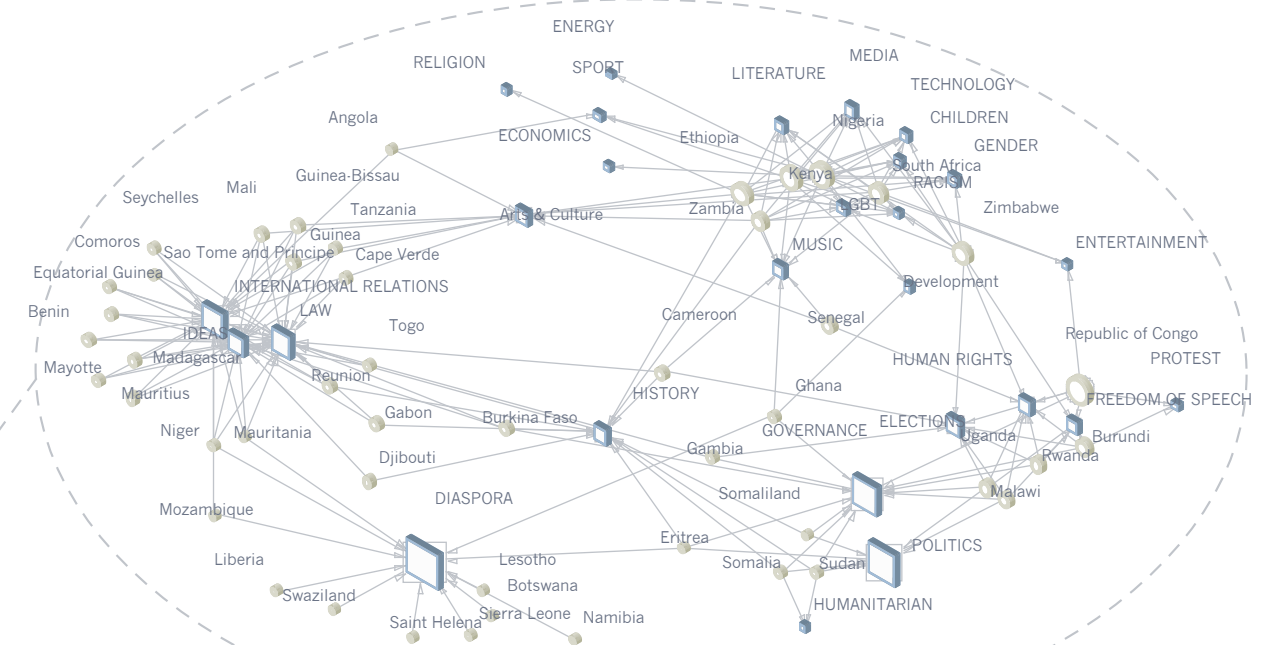 ENERGY
RELIGION
SPORT
MEDIA
LITERATURE
TECHNOLOGY
Angola
Nigeria
CHILDREN
ECONOMICS
Ethiopia
GENDER
Guinea-Bissau
Kenya
South Africa
RACISM
Seychelles
Mali
Tanzania
Arts & Culture
Zambia
LGBT
Zimbabwe
Comoros
Guinea
Sao Tome and Principe
Cape Verde
MUSIC
ENTERTAINMENT
Equatorial Guinea
INTERNATIONAL RELATIONS
Development
Benin
LAW
Togo
Cameroon
Senegal
IDEAS
Republic of Congo
Mayotte
Madagascar
Reunion
HUMAN RIGHTS
PROTEST
Mauritius
HISTORY
Ghana
FREEDOM OF SPEECH
Gabon
Burkina Faso
Niger
Mauritania
GOVERNANCE
ELECTIONS
Uganda
Burundi
Djibouti
Gambia
Rwanda
DIASPORA
Somaliland
Malawi
Mozambique
Eritrea
POLITICS
Liberia
Lesotho
Somalia
Sudan
Swaziland
Botswana
Saint Helena
Sierra Leone
Namibia
HUMANITARIAN